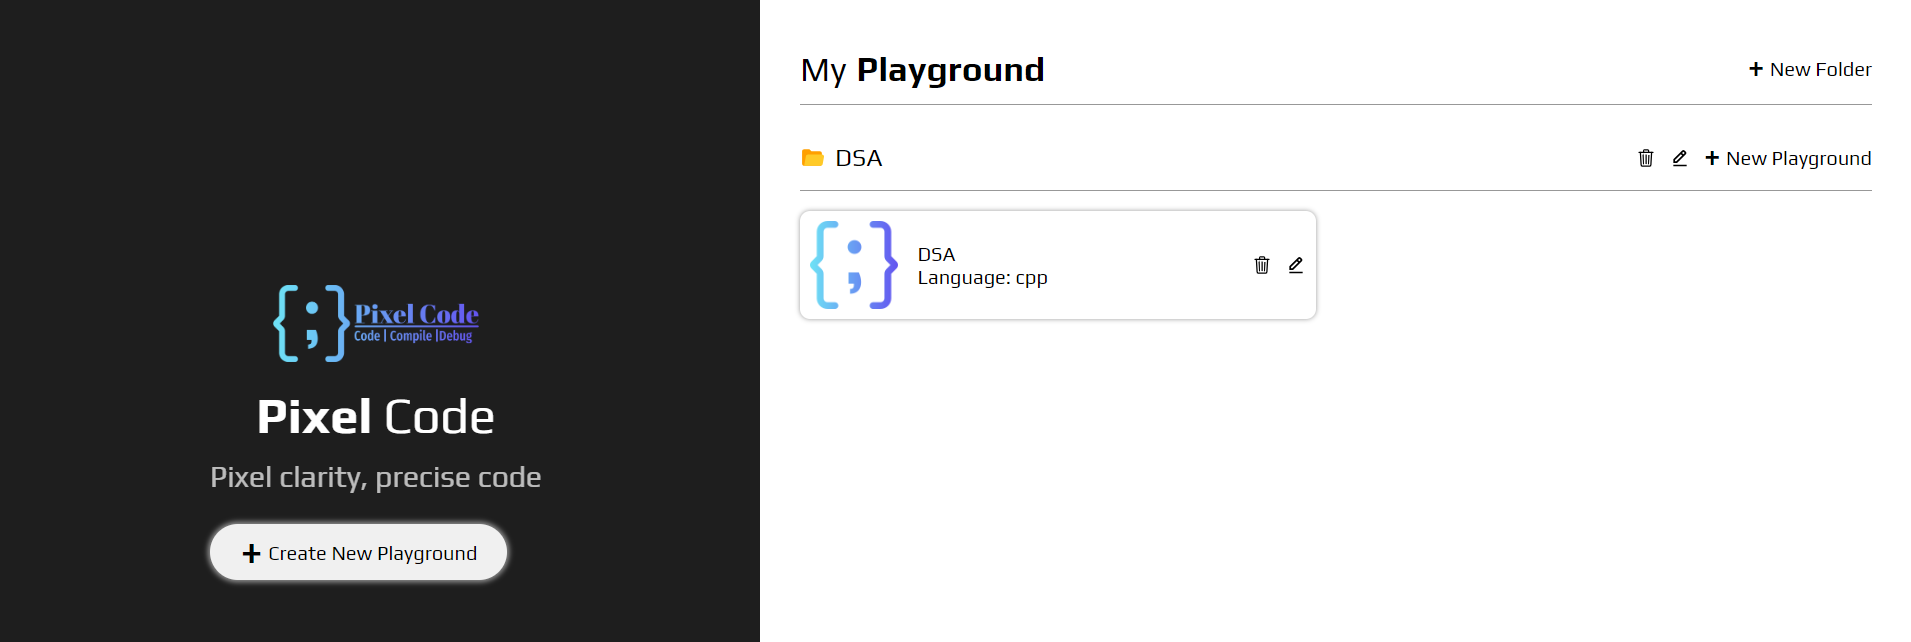 Pixel Code
Code | Compile |Debug
Pixel Code
Pixel clarity, precise code
+ Create New Playground
My Playground
+ New Folder
DSA
+ New Playground
DSA
Language: cpp